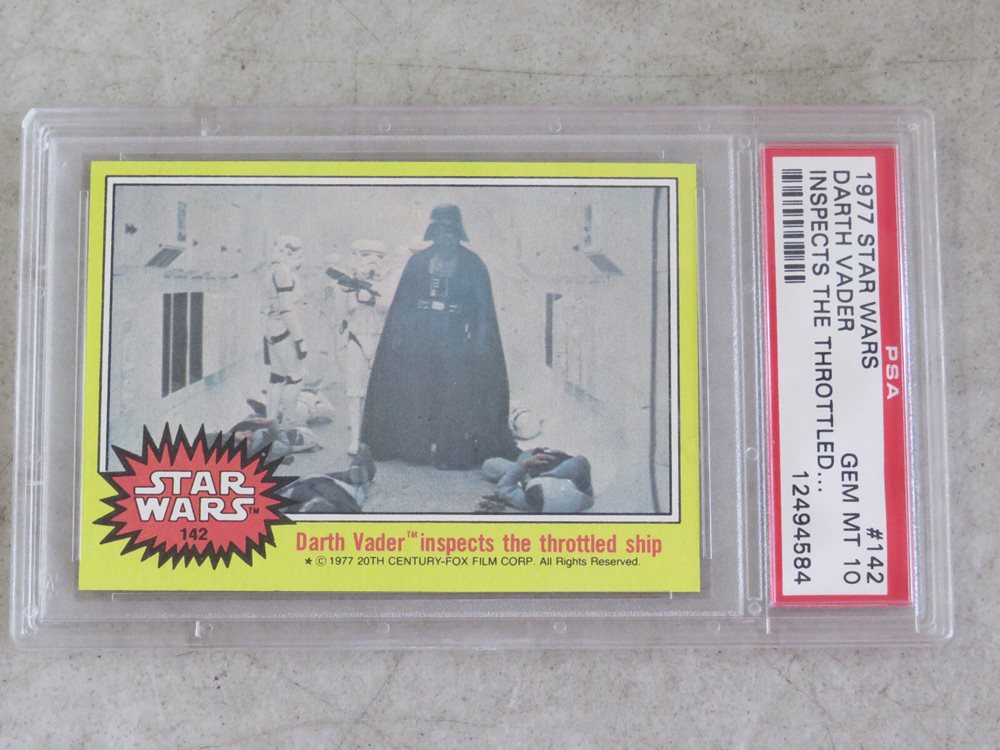 STAR
WARS™
142
Darth Vader™ inspects the throttled ship
★ © 1977 20TH CENTURY-FOX FILM CORP. All Rights Reserved.
PSA
1977 STAR WARS #142
DARTH VADER GEM MT 10
INSPECTS THE THROTTLED...
12494584